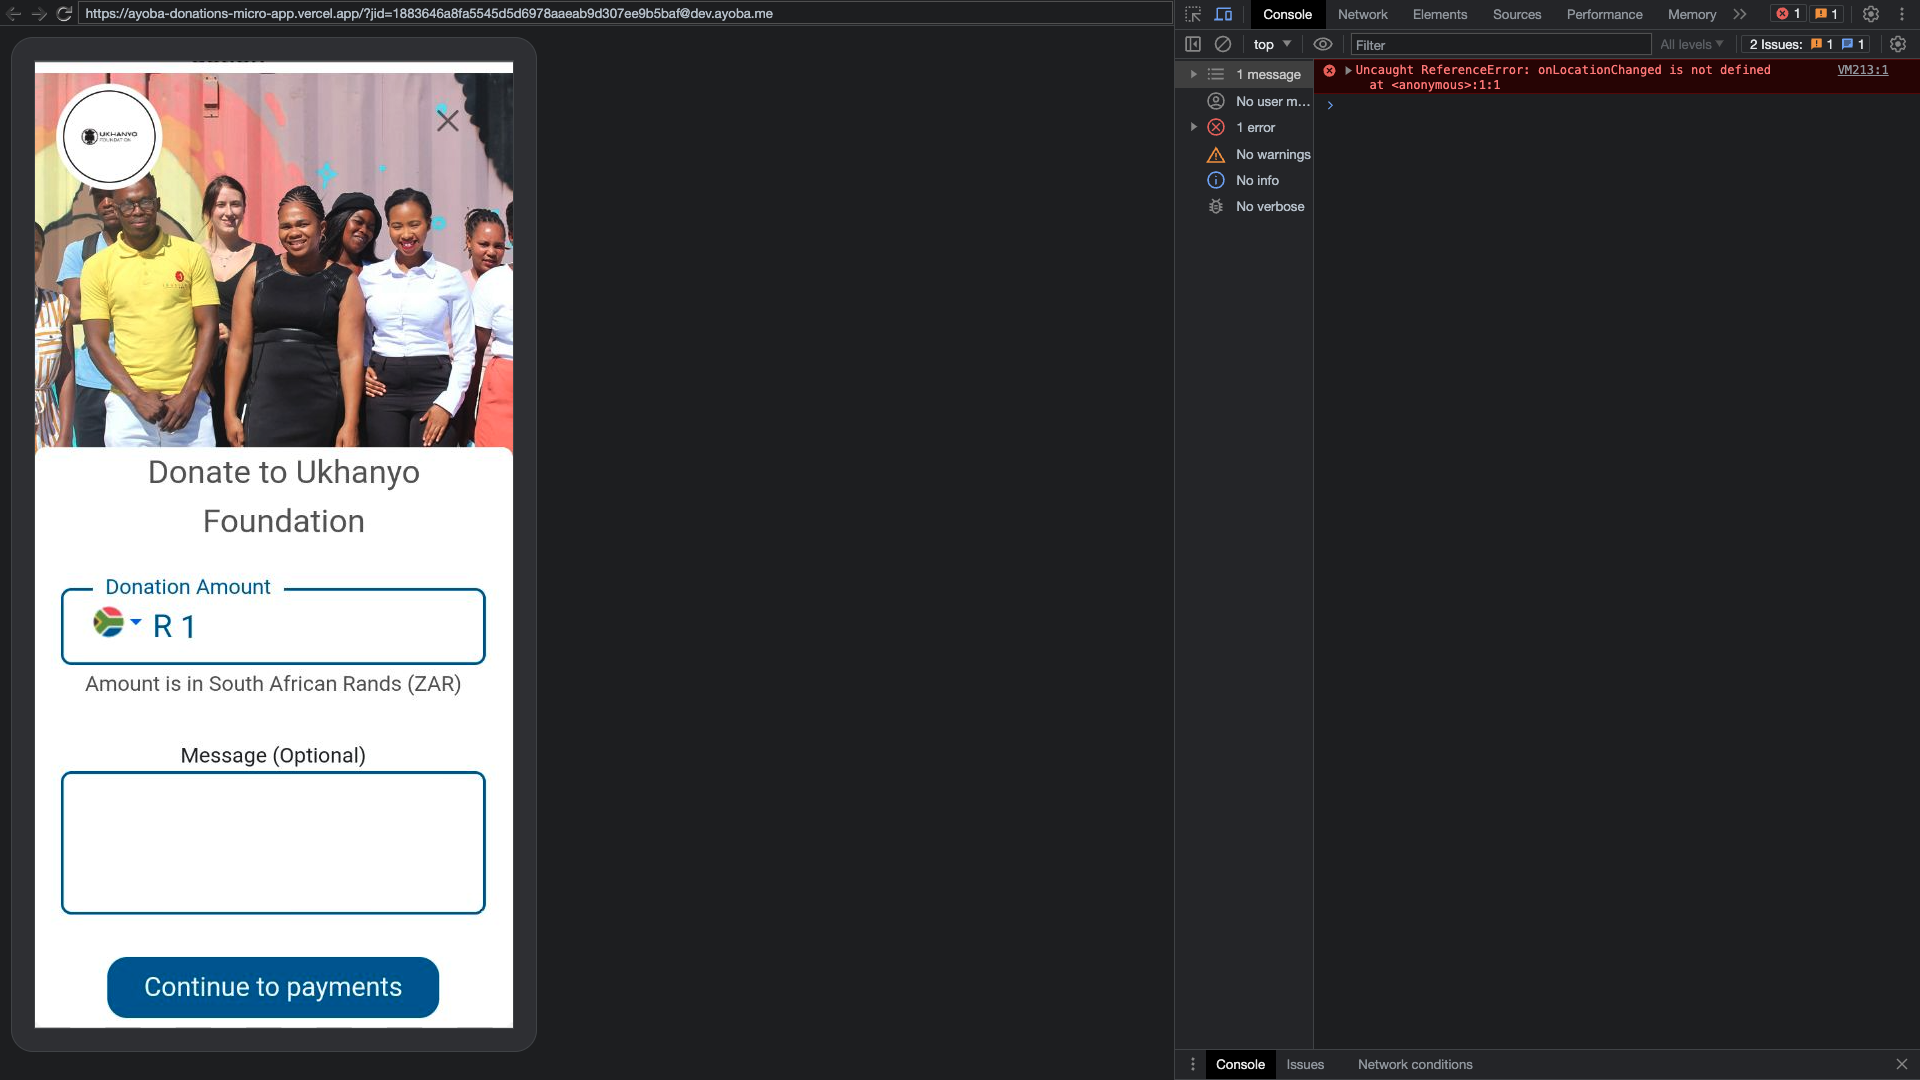 https://ayoba-donations-micro-app.vercel.app/?jid=1883646a8fa5545d5d6978aaeab9d307ee9b5baf@dev.ayoba.me
UKHANYO
FOUNDATION
Donate to Ukhanyo
Foundation
Donation Amount
R 1
Amount is in South African Rands (ZAR)
Message (Optional)
Continue to payments
Console Network Elements Sources Performance Memory 1 1
top Filter All levels 2 Issues: 1 1
1 message
No user m...
1 error
No warnings
No info
No verbose
Uncaught ReferenceError: onLocationChanged is not defined VM213:1
at <anonymous>:1:1
Console Issues Network conditions